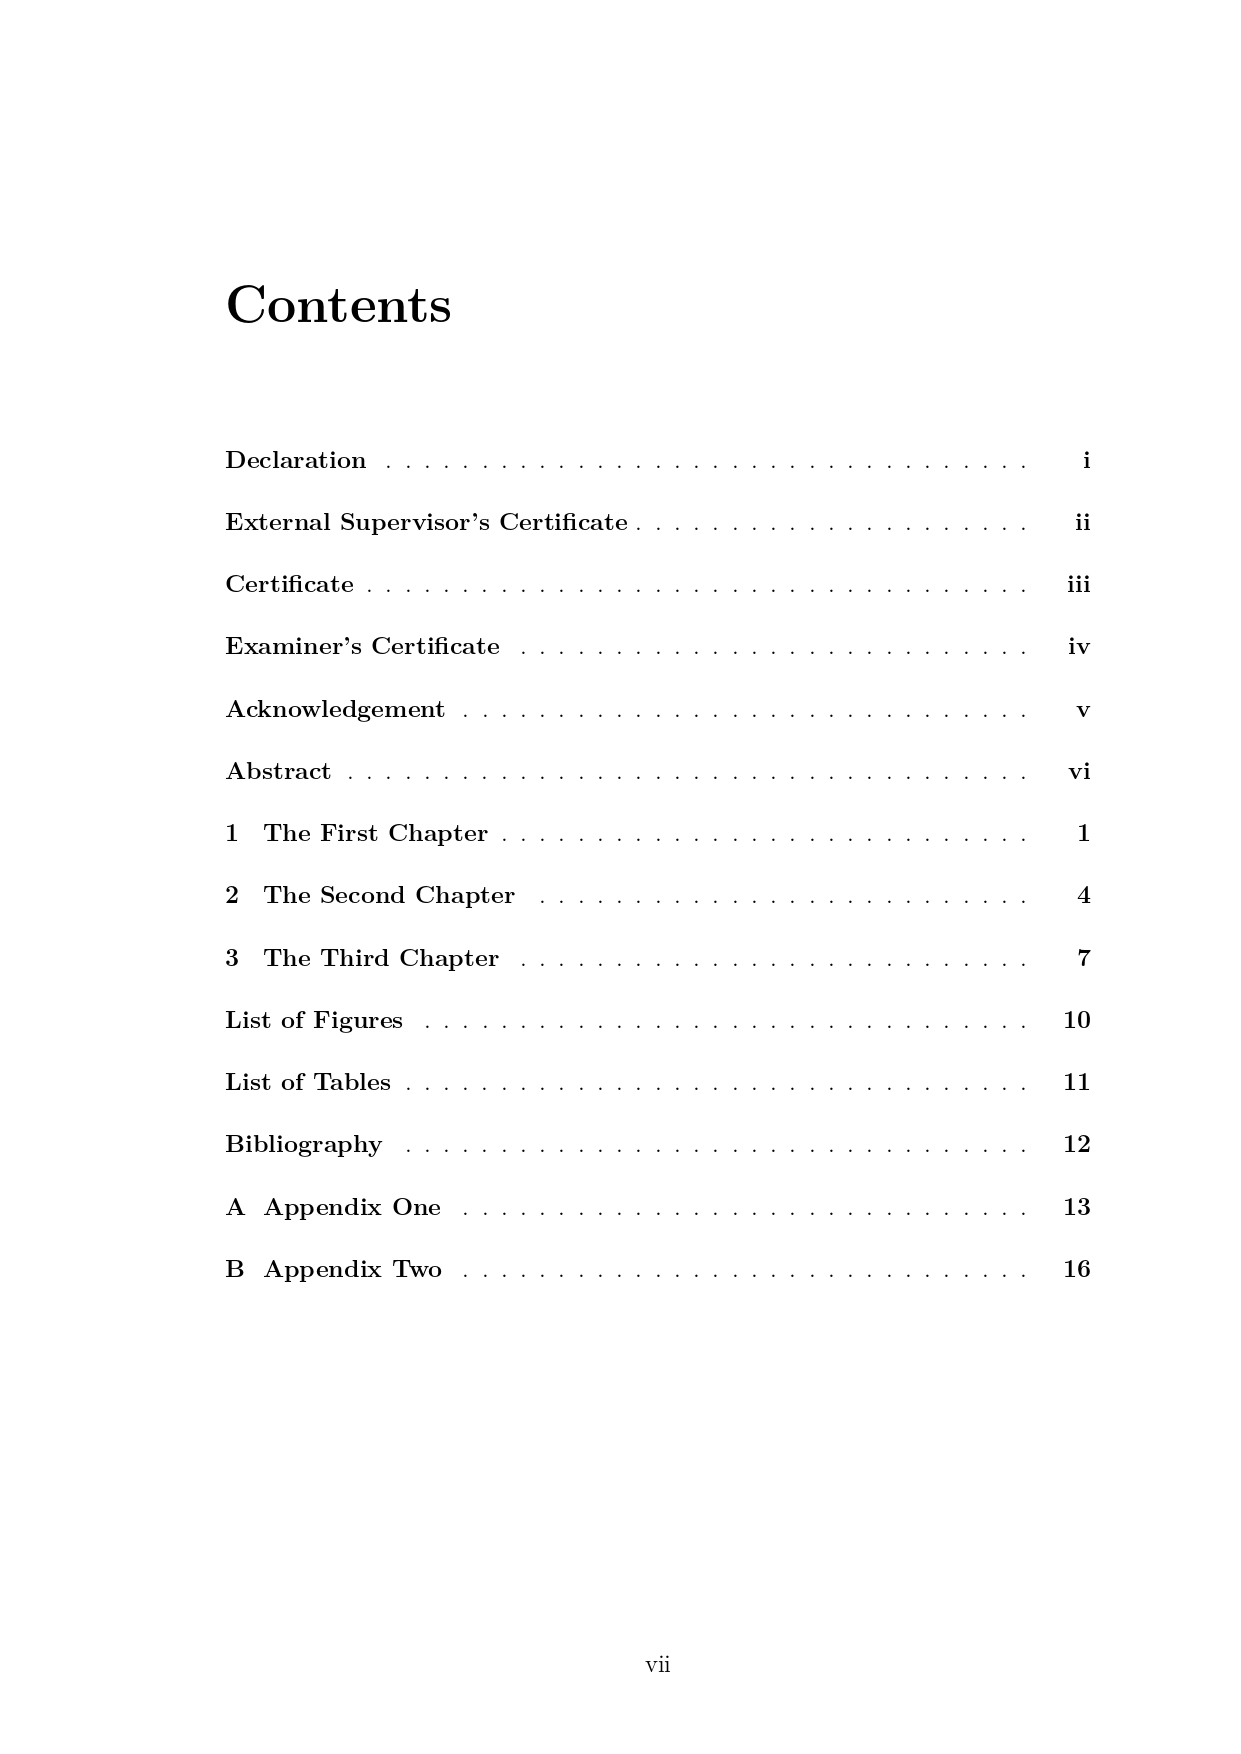 Contents
Declaration . . . . . . . . . . . . . . . . . . . . . . . . . . . . . . . . . . i
External Supervisor's Certificate . . . . . . . . . . . . . . . . . . . . . ii
Certificate . . . . . . . . . . . . . . . . . . . . . . . . . . . . . . . . . . . iii
Examiner's Certificate . . . . . . . . . . . . . . . . . . . . . . . . . . . iv
Acknowledgement . . . . . . . . . . . . . . . . . . . . . . . . . . . . . . v
Abstract . . . . . . . . . . . . . . . . . . . . . . . . . . . . . . . . . . . . vi
1 The First Chapter . . . . . . . . . . . . . . . . . . . . . . . . . . . . 1
2 The Second Chapter . . . . . . . . . . . . . . . . . . . . . . . . . . 4
3 The Third Chapter . . . . . . . . . . . . . . . . . . . . . . . . . . . 7
List of Figures . . . . . . . . . . . . . . . . . . . . . . . . . . . . . . . . 10
List of Tables . . . . . . . . . . . . . . . . . . . . . . . . . . . . . . . . . 11
Bibliography . . . . . . . . . . . . . . . . . . . . . . . . . . . . . . . . . 12
A Appendix One . . . . . . . . . . . . . . . . . . . . . . . . . . . . . . 13
B Appendix Two . . . . . . . . . . . . . . . . . . . . . . . . . . . . . . 16
vii